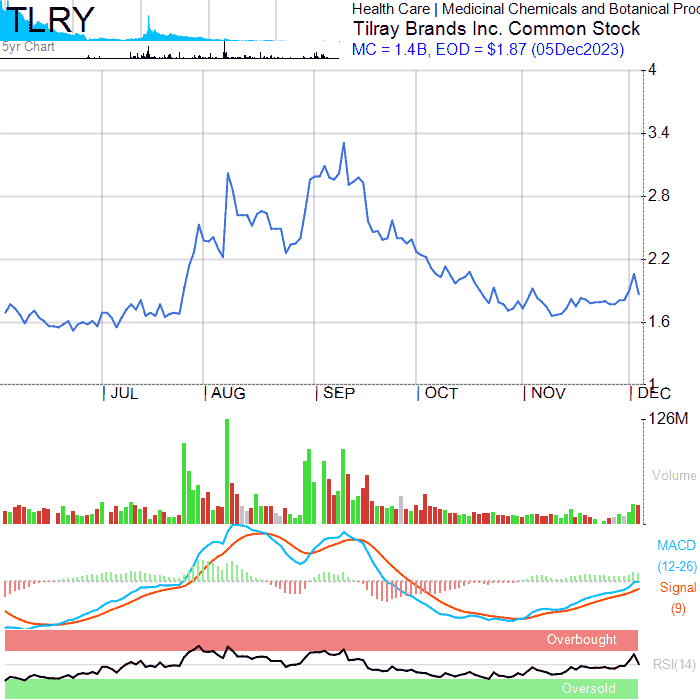 TLRY
5yr Chart
Health Care | Medicinal Chemicals and Botanical Proc
Tilray Brands Inc. Common Stock
MC = 1.4B, EOD = $1.87 (05Dec2023)
4
3.4
2.8
2.2
1.6
1
JUL AUG SEP OCT NOV DEC
126M
Volume
MACD
(12-26)
Signal
(9)
Overbought
RSI(14)
Oversold